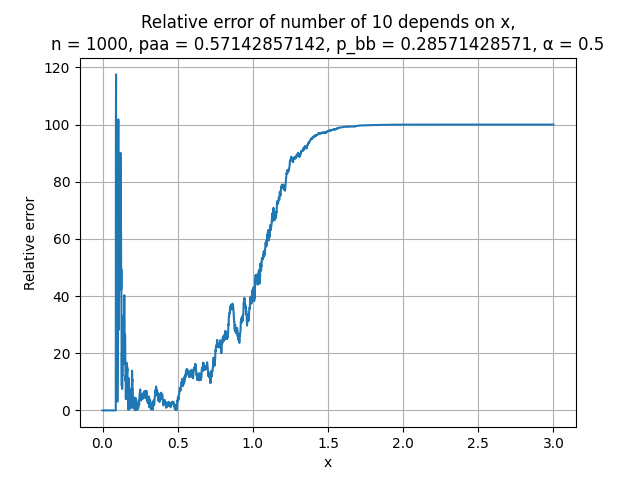 Relative error of number of 10 depends on x,
n = 1000, paa = 0.57142857142, p_bb = 0.28571428571, α = 0.5
120
100
80
60
40
20
0
Relative error
0.0 0.5 1.0 1.5 2.0 2.5 3.0
x